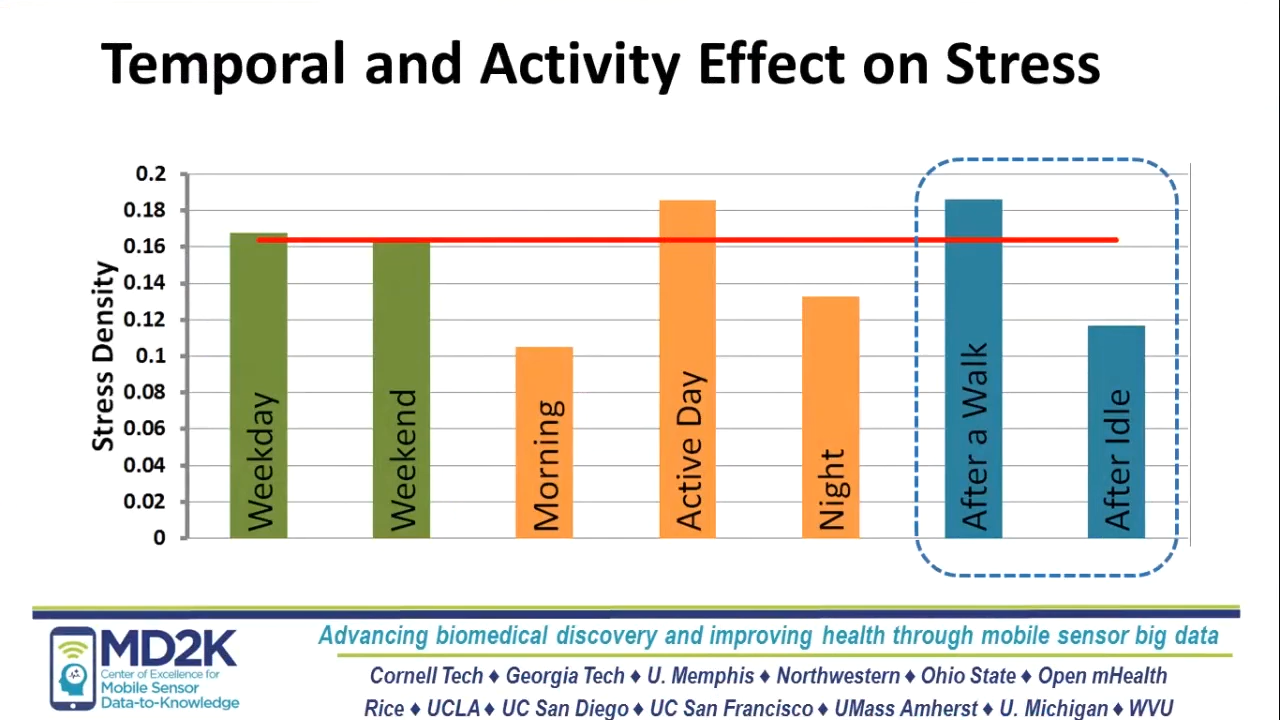 Temporal and Activity Effect on Stress
Stress Density
0.2
0.18
0.16
0.14
0.12
0.1
0.08
0.06
0.04
0.02
0
Weekday
Weekend
Morning
Active Day
Night
After a Walk
After Idle
MD2K
Center of Excellence for
Mobile Sensor
Data-to-Knowledge
Advancing biomedical discovery and improving health through mobile sensor big data
Cornell Tech ♦ Georgia Tech ♦ U. Memphis ♦ Northwestern ♦ Ohio State ♦ Open mHealth
Rice ♦ UCLA ♦ UC San Diego ♦ UC San Francisco ♦ UMass Amherst ♦ U. Michigan ♦ WVU